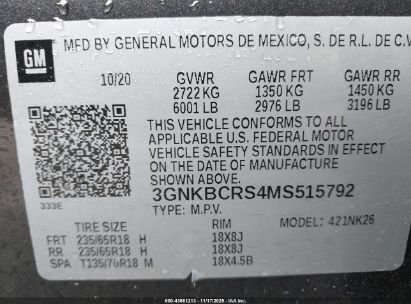 GM
MFD BY GENERAL MOTORS DE MEXICO, S. DE R.L. DE C.V
10/20 GVWR GAWR FRT GAWR RR
2722 KG 1350 KG 1450 KG
6001 LB 2976 LB 3196 LB
THIS VEHICLE CONFORMS TO ALL
APPLICABLE U.S. FEDERAL MOTOR
VEHICLE SAFETY STANDARDS IN EFFECT
ON THE DATE OF MANUFACTURE
SHOWN ABOVE.
3GNKBCRS4MS515792
333E TYPE: M.P.V.
TIRE SIZE RIM MODEL: 421NK26
FRT 235/65R18 H 18X8J
RR 235/65R18 H 18X8J
SPA T135/70R18 M 18X4.5B